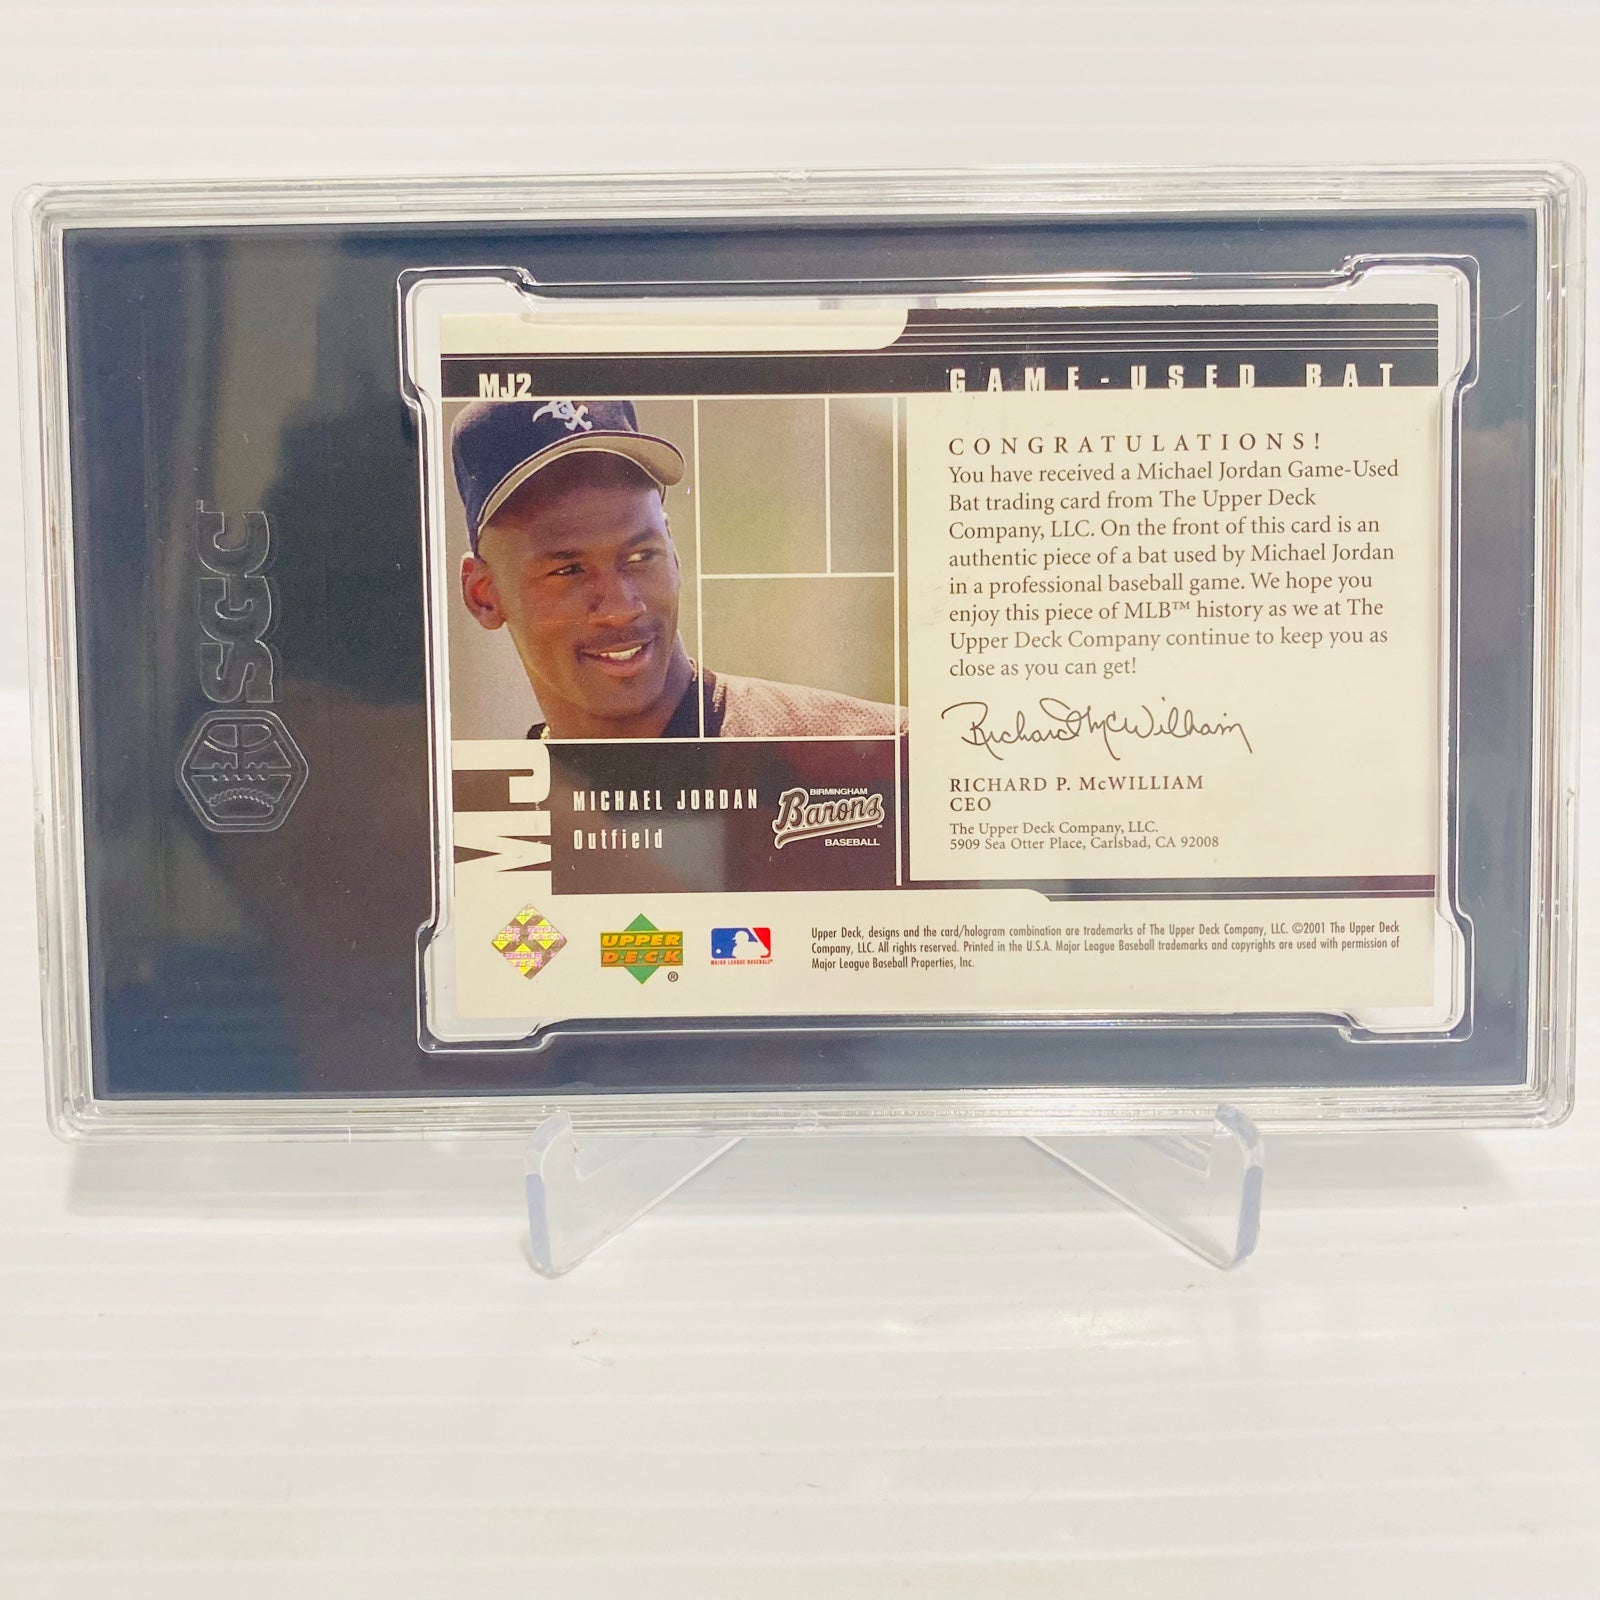 SGC
MJ2
GAME-USED BAT
CONGRATULATIONS!
You have received a Michael Jordan Game-Used
Bat trading card from The Upper Deck
Company, LLC. On the front of this card is an
authentic piece of a bat used by Michael Jordan
in a professional baseball game. We hope you
enjoy this piece of MLB™ history as we at The
Upper Deck Company continue to keep you as
close as you can get!
Richard McWilliam
RICHARD P. McWILLIAM
CEO
The Upper Deck Company, LLC.
5909 Sea Otter Place, Carlsbad, CA 92008
MJ
MICHAEL JORDAN
Outfield
BIRMINGHAM
Barons™
BASEBALL
UPPER
DECK
®
MAJOR LEAGUE BASEBALL
Upper Deck, designs and the card/hologram combination are trademarks of The Upper Deck Company, LLC. ©2001 The Upper Deck
Company, LLC. All rights reserved. Printed in the U.S.A. Major League Baseball trademarks and copyrights are used with permission of
Major League Baseball Properties, Inc.